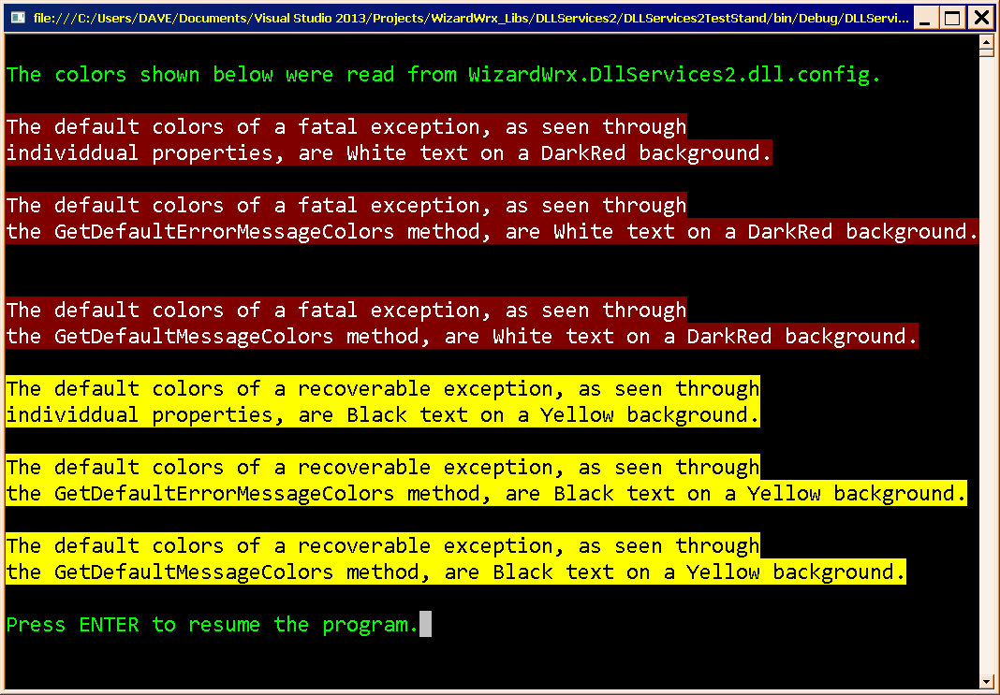 file:///C:/Users/DAVE/Documents/Visual Studio 2013/Projects/WizardWrx_Libs/DLLServices2/DLLServices2TestStand/bin/Debug/DLLServi...
The colors shown below were read from WizardWrx.DllServices2.dll.config.
The default colors of a fatal exception, as seen through
individdual properties, are White text on a DarkRed background.
The default colors of a fatal exception, as seen through
the GetDefaultErrorMessageColors method, are White text on a DarkRed background.
The default colors of a fatal exception, as seen through
the GetDefaultMessageColors method, are White text on a DarkRed background.
The default colors of a recoverable exception, as seen through
individdual properties, are Black text on a Yellow background.
The default colors of a recoverable exception, as seen through
the GetDefaultErrorMessageColors method, are Black text on a Yellow background.
The default colors of a recoverable exception, as seen through
the GetDefaultMessageColors method, are Black text on a Yellow background.
Press ENTER to resume the program.